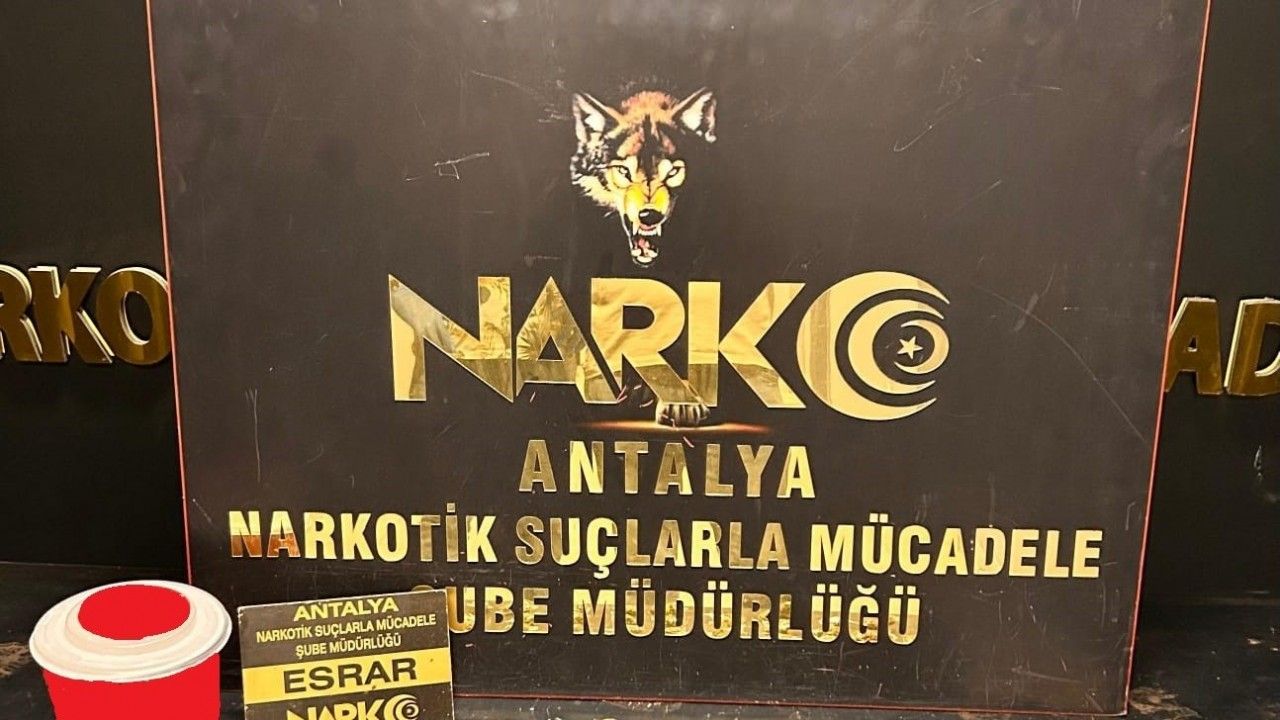 NARKO
ANTALYA
NARKOTİK SUÇLARLA MÜCADELE
ŞUBE MÜDÜRLÜĞÜ
ANTALYA
NARKOTİK SUÇLARLA MÜCADELE
ŞUBE MÜDÜRLÜĞÜ
ESRAR
NARKO
RKO
AD